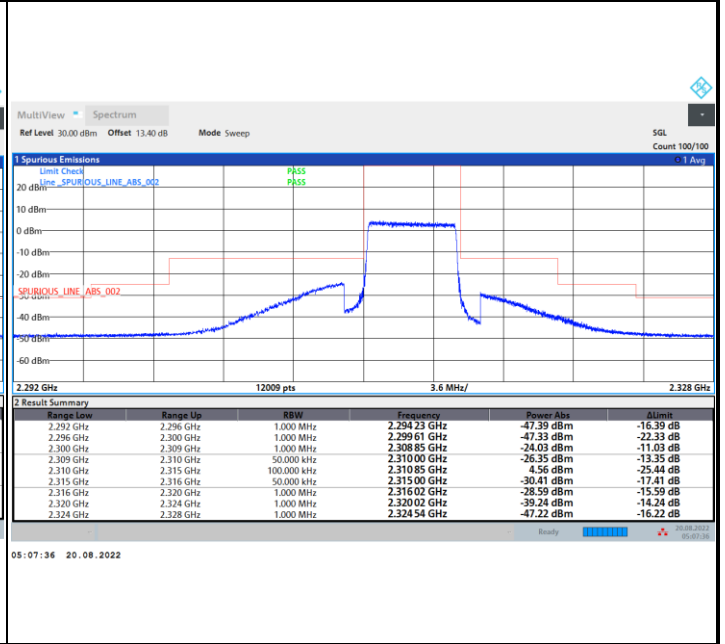 MultiView Spectrum
Ref Level 30.00 dBm Offset 13.40 dB Mode Sweep SGL
Count 100/100
1 Spurious Emissions 1 Avg
Limit Check PASS
Line _SPURIOUS_LINE_ABS_002 PASS
20 dBm
10 dBm
0 dBm
-10 dBm
-20 dBm
SPURIOUS_LINE_ABS_002
-30 dBm
-40 dBm
-50 dBm
-60 dBm
2.292 GHz 12009 pts 3.6 MHz/ 2.328 GHz
2 Result Summary
Range Low Range Up RBW Frequency Power Abs ΔLimit
2.292 GHz 2.296 GHz 1.000 MHz 2.294 23 GHz -47.39 dBm -16.39 dB
2.296 GHz 2.300 GHz 1.000 MHz 2.299 61 GHz -47.33 dBm -22.33 dB
2.300 GHz 2.309 GHz 1.000 MHz 2.308 85 GHz -24.03 dBm -11.03 dB
2.309 GHz 2.310 GHz 50.000 kHz 2.310 00 GHz -26.35 dBm -13.35 dB
2.310 GHz 2.315 GHz 100.000 kHz 2.310 85 GHz 4.56 dBm -25.44 dB
2.315 GHz 2.316 GHz 50.000 kHz 2.315 00 GHz -30.41 dBm -17.41 dB
2.316 GHz 2.320 GHz 1.000 MHz 2.316 02 GHz -28.59 dBm -15.59 dB
2.320 GHz 2.324 GHz 1.000 MHz 2.320 02 GHz -39.24 dBm -14.24 dB
2.324 GHz 2.328 GHz 1.000 MHz 2.324 54 GHz -47.22 dBm -16.22 dB
Ready 20.08.2022
05:07:36
05:07:36 20.08.2022